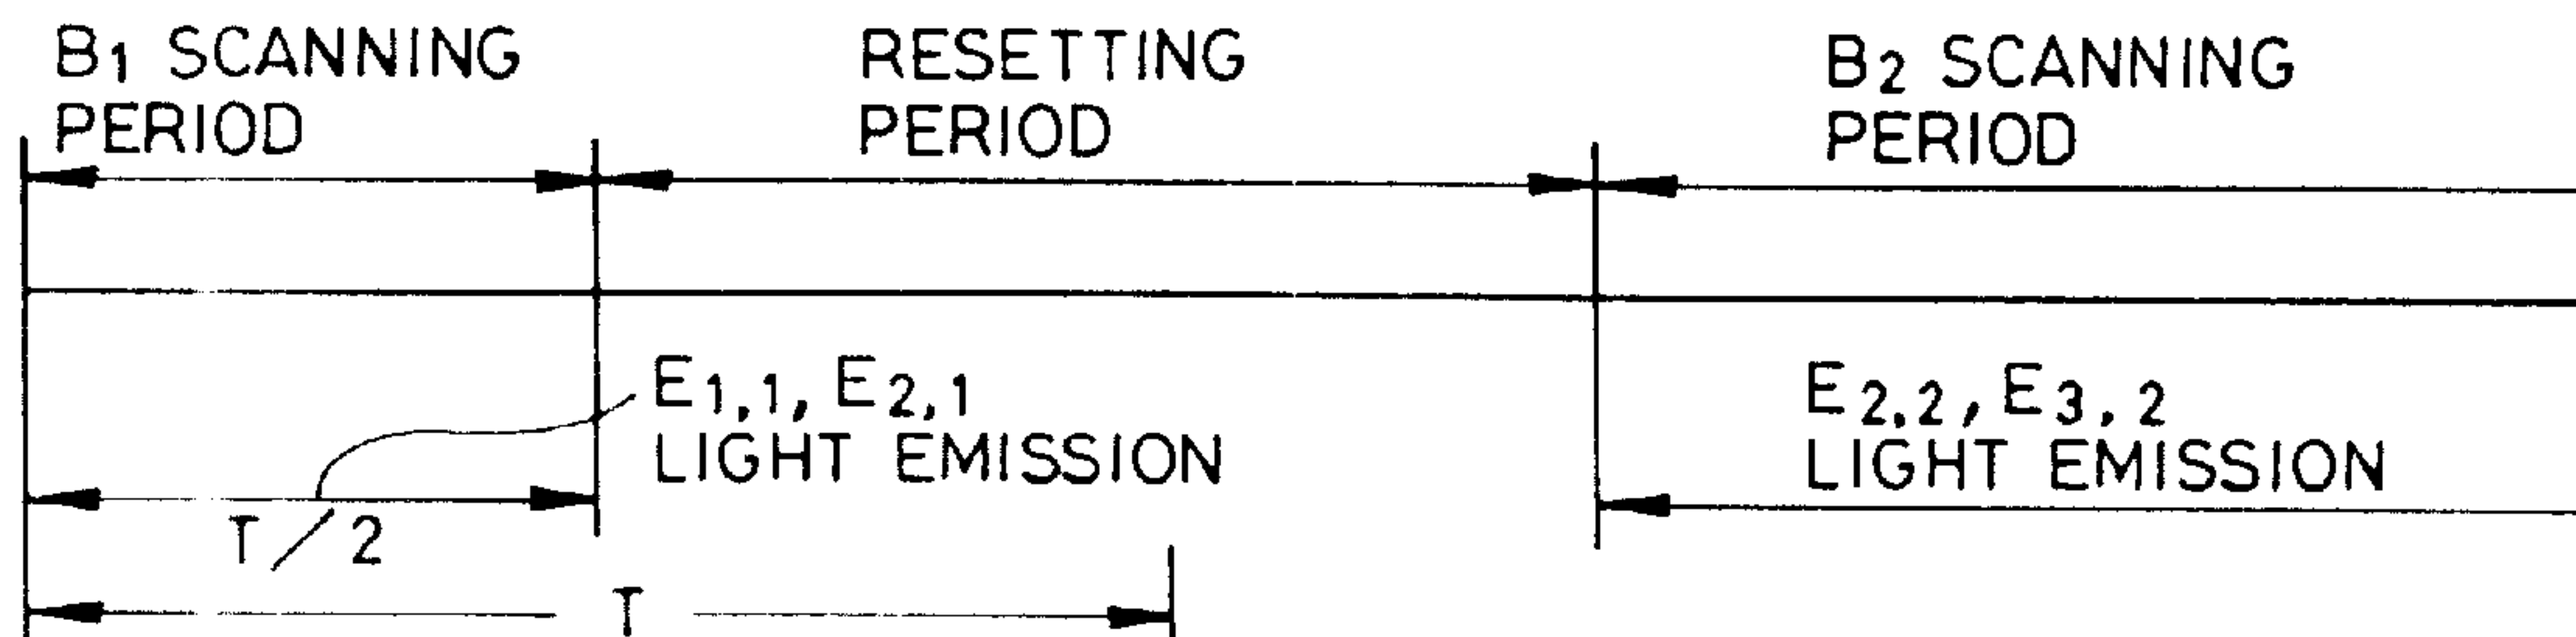 B1 SCANNING
PERIOD
RESETTING
PERIOD
B2 SCANNING
PERIOD
E1,1, E2,1
LIGHT EMISSION
E2,2, E3,2
LIGHT EMISSION
T/2
T